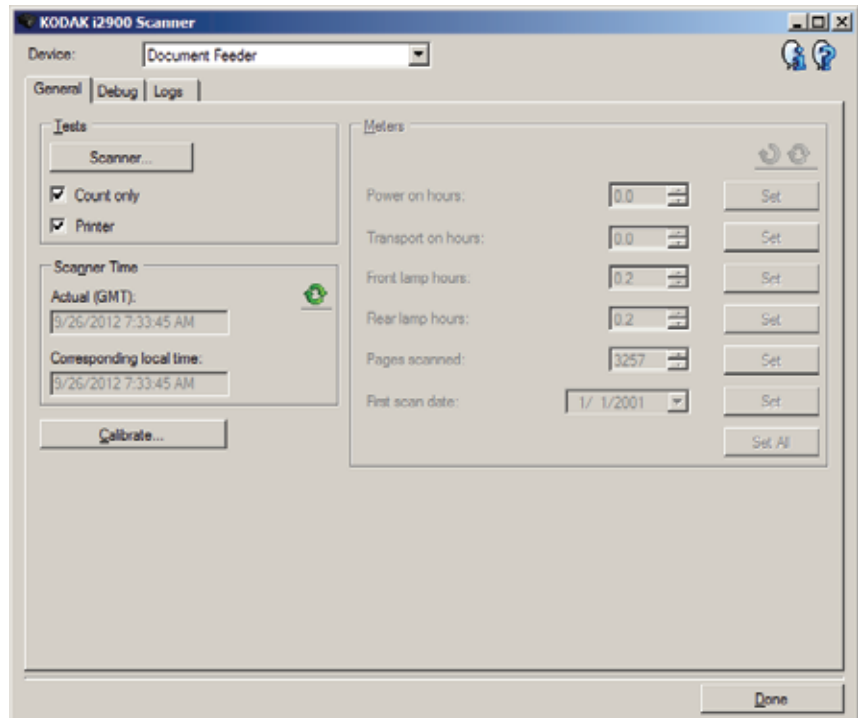 KODAK i2900 Scanner
Device: Document Feeder
General Debug Logs
Tests
Scanner...
Count only
Printer
Scanner Time
Actual (GMT):
9/26/2012 7:33:45 AM
Corresponding local time:
9/26/2012 7:33:45 AM
Calibrate...
Meters
Power on hours: 0.0 Set
Transport on hours: 0.0 Set
Front lamp hours: 0.2 Set
Rear lamp hours: 0.2 Set
Pages scanned: 3257 Set
First scan date: 1/ 1/2001 Set
Set All
Done